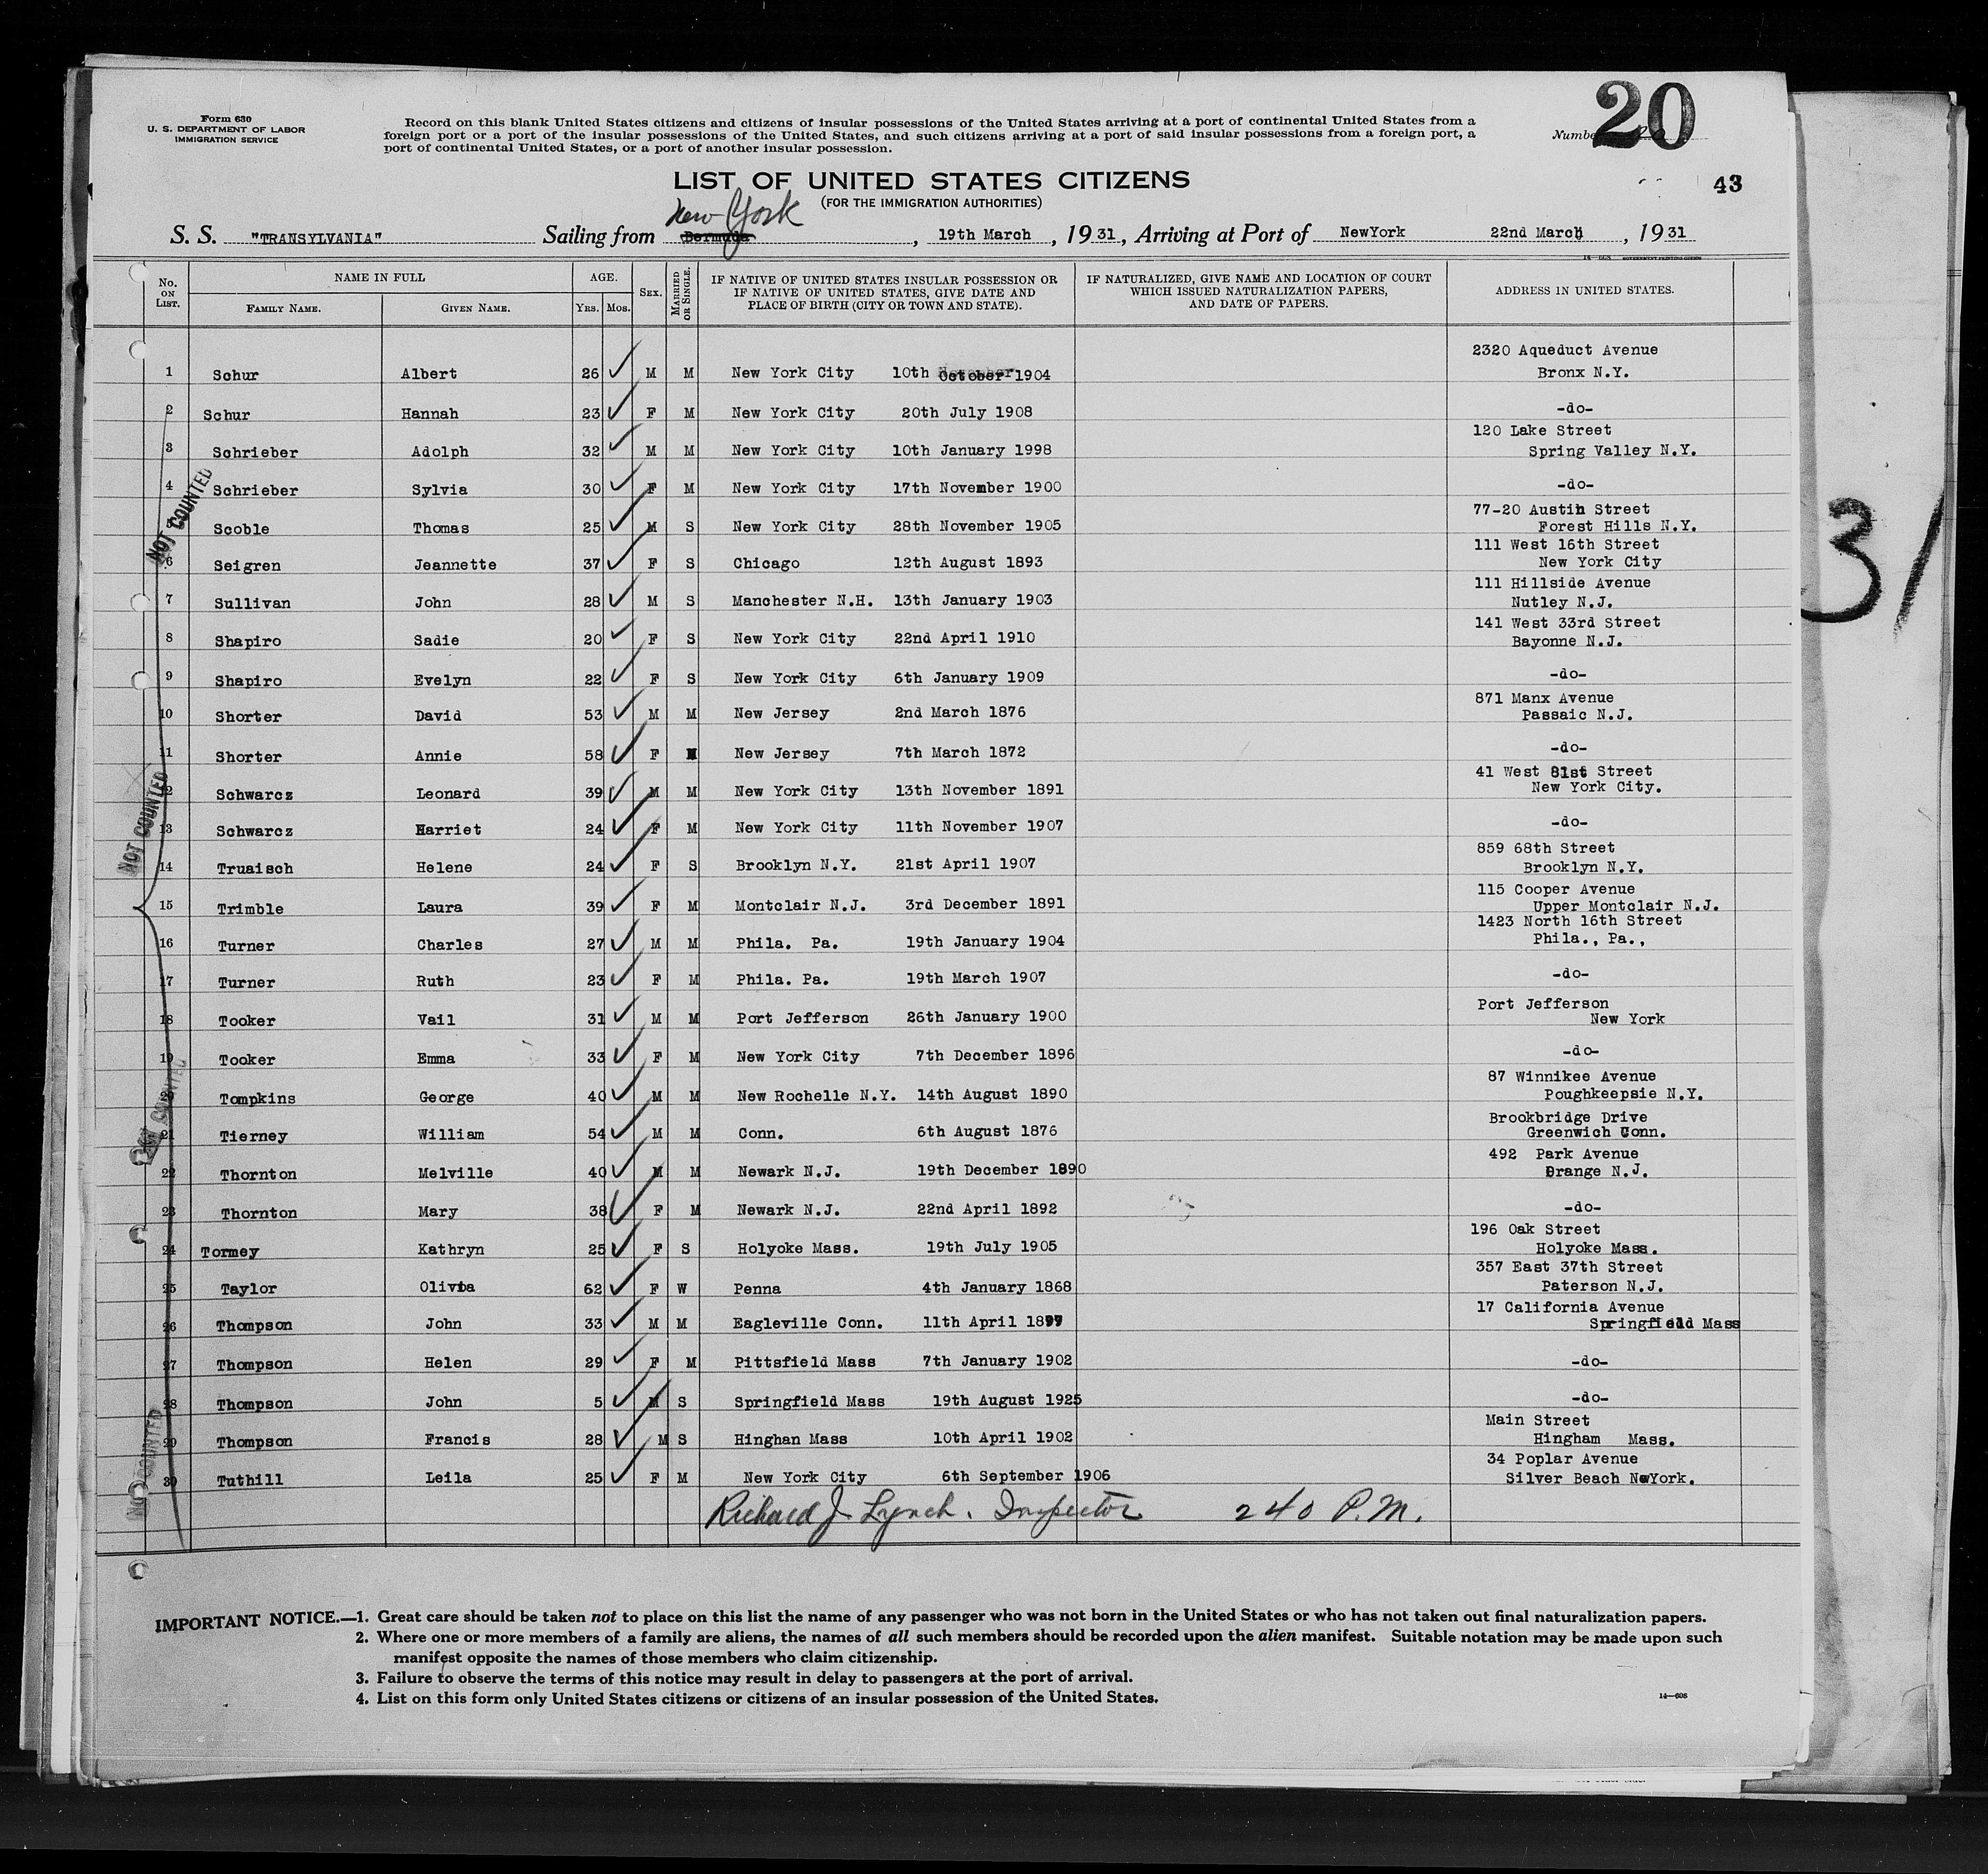 Form 630
U. S. DEPARTMENT OF LABOR
IMMIGRATION SERVICE
Record on this blank United States citizens and citizens of insular possessions of the United States arriving at a port of continental United States from a
foreign port or a port of the insular possessions of the United States, and such citizens arriving at a port of said insular possessions from a foreign port, a
port of continental United States, or a port of another insular possession.
Number 20
43
LIST OF UNITED STATES CITIZENS
(FOR THE IMMIGRATION AUTHORITIES)
New York
S. S. "TRANSYLVANIA" Sailing from Bermuda, 19th March, 1931, Arriving at Port of NewYork 22nd March, 1931
No. ON LIST. NAME IN FULL FAMILY NAME. GIVEN NAME. AGE. YRS. MOS. SEX. MARRIED OR SINGLE. IF NATIVE OF UNITED STATES INSULAR POSSESSION OR IF NATIVE OF UNITED STATES, GIVE DATE AND PLACE OF BIRTH (CITY OR TOWN AND STATE). IF NATURALIZED, GIVE NAME AND LOCATION OF COURT WHICH ISSUED NATURALIZATION PAPERS, AND DATE OF PAPERS. ADDRESS IN UNITED STATES.
1 Schur Albert 26 M M New York City 10th October 1904 2320 Aqueduct Avenue Bronx N.Y.
2 Schur Hannah 23 F M New York City 20th July 1908 -do-
3 Schrieber Adolph 32 M M New York City 10th January 1998 120 Lake Street Spring Valley N.Y.
4 Schrieber Sylvia 30 F M New York City 17th November 1900 -do-
5 Scoble Thomas 25 M S New York City 28th November 1905 77-20 Austin Street Forest Hills N.Y.
6 Seigren Jeannette 37 F S Chicago 12th August 1893 111 West 16th Street New York City
7 Sullivan John 28 M S Manchester N.H. 13th January 1903 111 Hillside Avenue Nutley N.J.
8 Shapiro Sadie 20 F S New York City 22nd April 1910 141 West 33rd Street Bayonne N.J.
9 Shapiro Evelyn 22 F S New York City 6th January 1909 -do-
10 Shorter David 53 M M New Jersey 2nd March 1876 871 Manx Avenue Passaic N.J.
11 Shorter Annie 58 F M New Jersey 7th March 1872 -do-
12 Schwarcz Leonard 39 M M New York City 13th November 1891 41 West 81st Street New York City.
13 Schwarcz Harriet 24 F M New York City 11th November 1907 -do-
14 Truaisch Helene 24 F S Brooklyn N.Y. 21st April 1907 859 68th Street Brooklyn N.Y.
15 Trimble Laura 39 F M Montclair N.J. 3rd December 1891 115 Cooper Avenue Upper Montclair N.J.
16 Turner Charles 27 M M Phila. Pa. 19th January 1904 1423 North 16th Street Phila., Pa.,
17 Turner Ruth 23 F M Phila. Pa. 19th March 1907 -do-
18 Tooker Vail 31 M M Port Jefferson 26th January 1900 Port Jefferson New York
19 Tooker Emma 33 F M New York City 7th December 1896 -do-
20 Tompkins George 40 M M New Rochelle N.Y. 14th August 1890 87 Winnikee Avenue Poughkeepsie N.Y.
21 Tierney William 54 M M Conn. 6th August 1876 Brookbridge Drive Greenwich Conn.
22 Thornton Melville 40 M M Newark N.J. 19th December 1890 492 Park Avenue Orange N.J.
23 Thornton Mary 38 F M Newark N.J. 22nd April 1892 -do-
24 Tormey Kathryn 25 F S Holyoke Mass. 19th July 1905 196 Oak Street Holyoke Mass.
25 Taylor Olivia 62 F W Penna 4th January 1868 357 East 37th Street Paterson N.J.
26 Thompson John 33 M M Eagleville Conn. 11th April 1897 17 California Avenue Springfield Mass
27 Thompson Helen 29 F M Pittsfield Mass 7th January 1902 -do-
28 Thompson John 5 M S Springfield Mass 19th August 1925 -do-
29 Thompson Francis 28 M S Hinghan Mass 10th April 1902 Main Street Hingham Mass.
30 Tuthill Leila 25 F M New York City 6th September 1906 34 Poplar Avenue Silver Beach NeYork.
NOT COUNTED
NOT COUNTED
NOT COUNTED
NOT COUNTED
Richard J Lynch. Inspector 240 P.M.
IMPORTANT NOTICE.—1. Great care should be taken not to place on this list the name of any passenger who was not born in the United States or who has not taken out final naturalization papers.
2. Where one or more members of a family are aliens, the names of all such members should be recorded upon the alien manifest. Suitable notation may be made upon such
manifest opposite the names of those members who claim citizenship.
3. Failure to observe the terms of this notice may result in delay to passengers at the port of arrival.
4. List on this form only United States citizens or citizens of an insular possession of the United States.
14—608
31